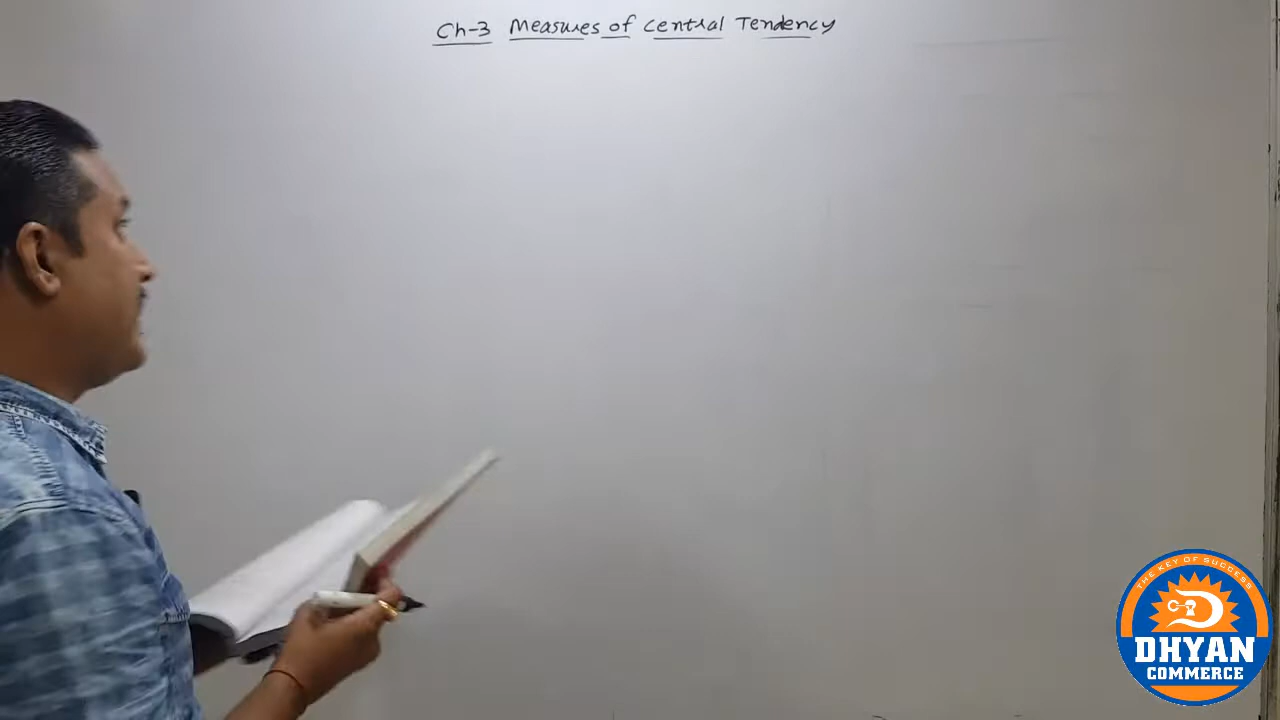 Ch-3 Measures of Central Tendency
THE KEY OF SUCCESS
DHYAN
COMMERCE